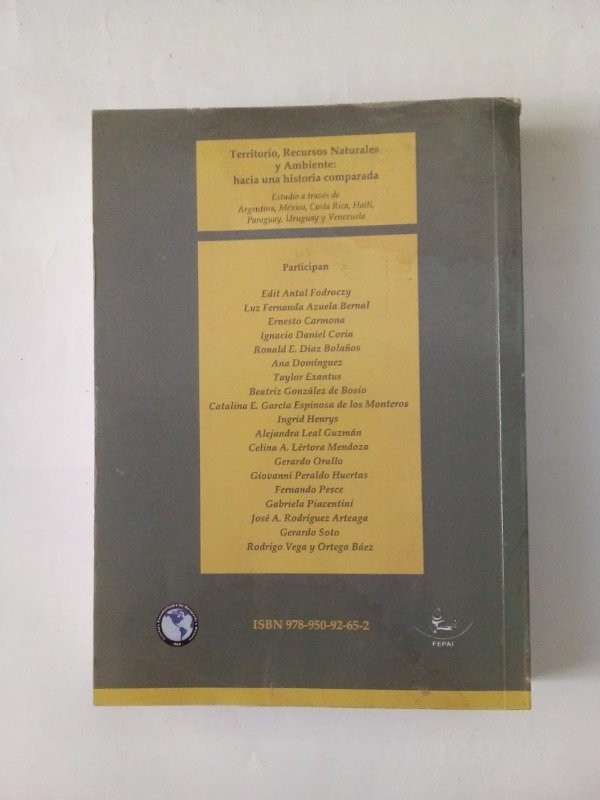 Territorio, Recursos Naturales
y Ambiente:
hacia una historia comparada
Estudio a través de
Argentina, México, Costa Rica, Haití,
Paraguay, Uruguay y Venezuela
Participan
Edit Antal Fodroczy
Luz Fernanda Azuela Bernal
Ernesto Carmona
Ignacio Daniel Coria
Ronald E. Díaz Bolaños
Ana Domínguez
Taylor Exantus
Beatriz González de Bosio
Catalina E. García Espinosa de los Monteros
Ingrid Henrys
Alejandra Leal Guzmán
Celina A. Lértora Mendoza
Gerardo Orallo
Giovanni Peraldo Huertas
Fernando Pesce
Gabriela Piacentini
José A. Rodríguez Arteaga
Gerardo Soto
Rodrigo Vega y Ortega Báez
ISBN 978-950-92-65-2
FEPAI